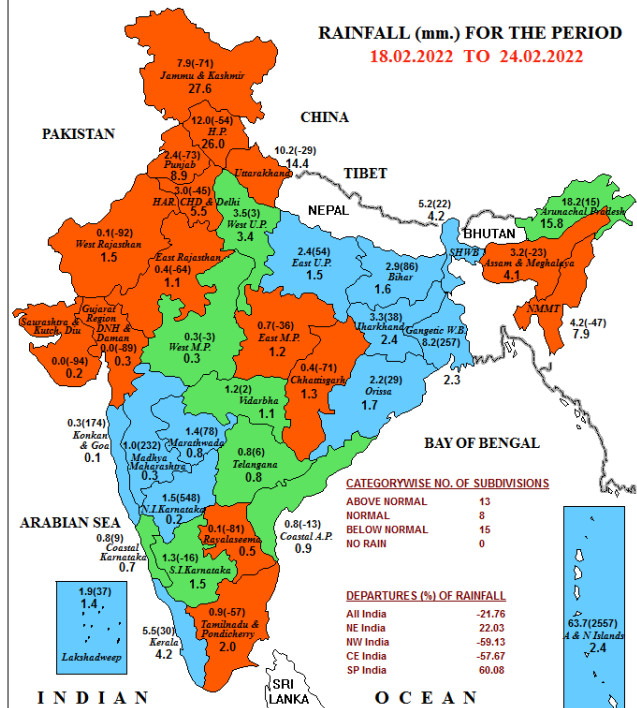 RAINFALL (mm.) FOR THE PERIOD
18.02.2022 TO 24.02.2022
7.9(-71)
Jammu & Kashmir
27.6
CHINA
12.0(-54)
H.P.
26.0
PAKISTAN
2.4(-73)
Punjab
8.9
10.2(-29)
14.4
Uttarakhand
TIBET
3.0(-45)
HAR. CHD & Delhi
5.5
NEPAL
5.2(22)
4.2
18.2(15)
Arunachal Pradesh
15.8
3.5(3)
West U.P.
3.4
BHUTAN
0.1(-92)
West Rajasthan
1.5
East Rajasthan
0.4(-64)
1.1
2.4(54)
East U.P.
1.5
2.9(86)
Bihar
1.6
SHWB
3.2(-23)
Assam & Meghalaya
4.1
Gujarat
Region
DNH &
Daman
0.0(-89)
0.3
Saurashtra &
Kutch, Diu
0.0(-94)
0.2
0.3(-3)
West M.P.
0.3
0.7(-36)
East M.P.
1.2
3.3(38)
Jharkhand
2.4
Gangetic W.B.
8.2(257)
2.3
NMMT
4.2(-47)
7.9
0.4(-71)
Chhattisgarh
1.3
2.2(29)
Orissa
1.7
1.2(2)
Vidarbha
1.1
0.3(174)
Konkan
& Goa
0.1
1.0(232)
Madhya
Maharashtra
0.3
1.4(78)
Marathwada
0.8
0.8(6)
Telangana
0.8
BAY OF BENGAL
1.5(548)
N.I.Karnataka
0.2
CATEGORYWISE NO. OF SUBDIVISIONS
ABOVE NORMAL 13
NORMAL 8
BELOW NORMAL 15
NO RAIN 0
ARABIAN SEA
0.8(9)
Coastal
Karnataka
0.7
0.1(-81)
Rayalaseema
0.5
0.8(-13)
Coastal A.P.
0.9
1.3(-16)
S.I.Karnataka
1.5
1.9(37)
1.4
Lakshadweep
DEPARTURES (%) OF RAINFALL
All India -21.76
NE India 22.03
NW India -59.13
CE India -57.67
SP India 60.08
0.9(-57)
Tamilnadu &
Pondicherry
2.0
5.5(30)
Kerala
4.2
63.7(2557)
A & N Islands
2.4
SRI
LANKA
INDIAN OCEAN